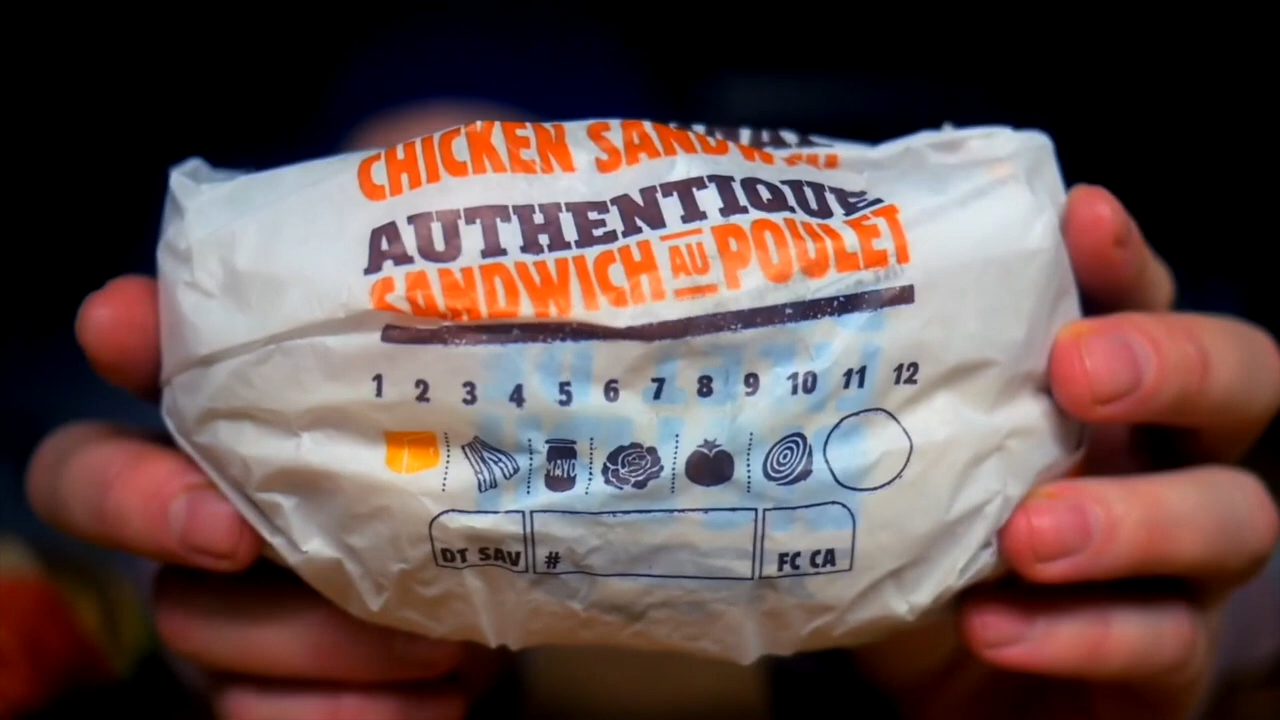 CHICKEN SANDWICH
AUTHENTIQUE
SANDWICH AU POULET
1 2 3 4 5 6 7 8 9 10 11 12
MAYO
DT SAV # FC CA